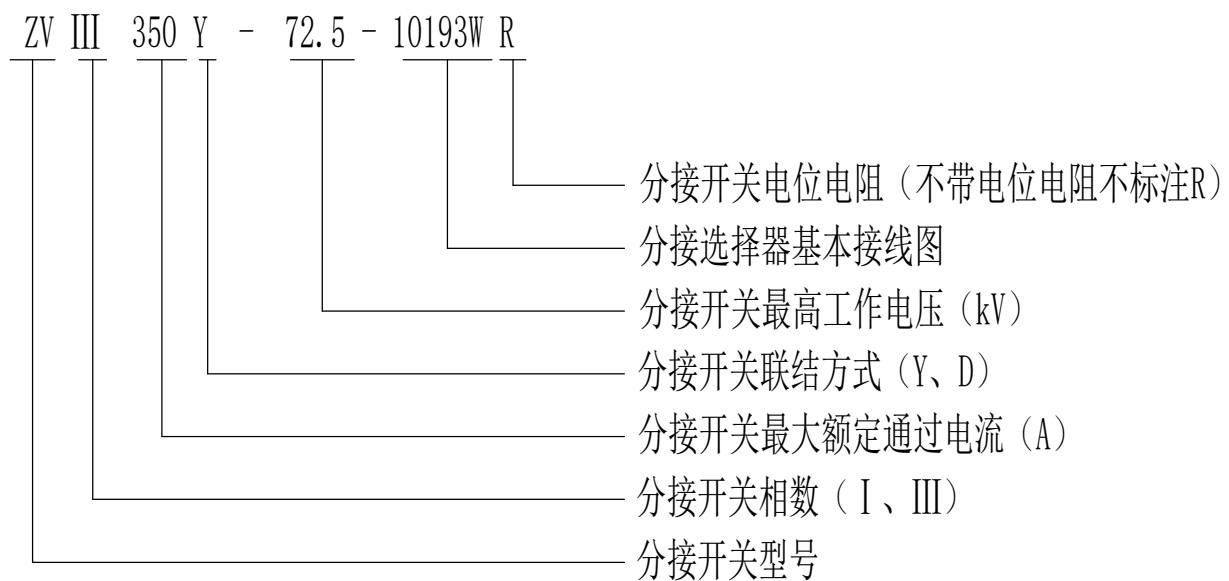 ZV Ⅲ 350 Y - 72.5 - 10193W R
分接开关电位电阻（不带电位电阻不标注R）
分接选择器基本接线图
分接开关最高工作电压（kV）
分接开关联结方式（Y、D）
分接开关最大额定通过电流（A）
分接开关相数（Ⅰ、Ⅲ）
分接开关型号